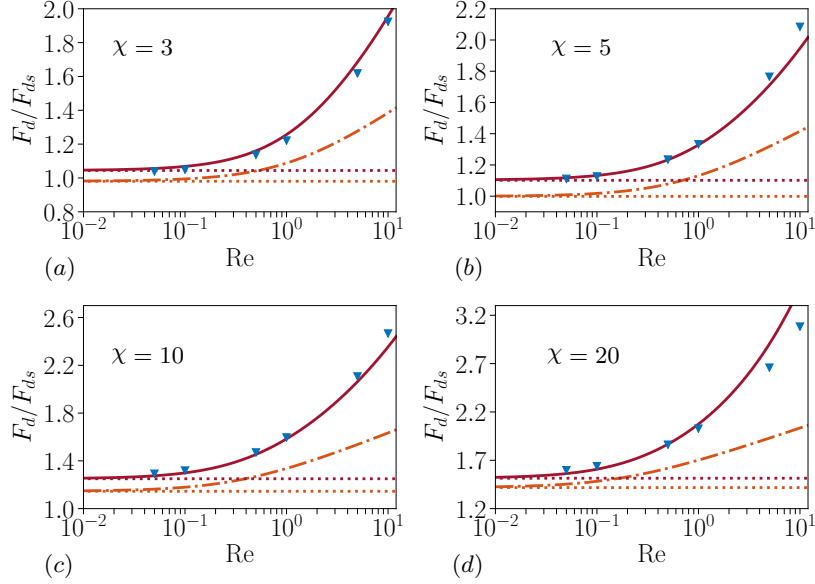 F_d/F_ds
2.0
1.8
1.6
1.4
1.2
1.0
0.8
χ = 3
10^−2
10^−1
10^0
10^1
Re
(a)
F_d/F_ds
2.2
2.0
1.8
1.6
1.4
1.2
1.0
χ = 5
10^−2
10^−1
10^0
10^1
Re
(b)
F_d/F_ds
2.6
2.2
1.8
1.4
1.0
χ = 10
10^−2
10^−1
10^0
10^1
Re
(c)
F_d/F_ds
3.2
2.7
2.2
1.7
1.2
χ = 20
10^−2
10^−1
10^0
10^1
Re
(d)